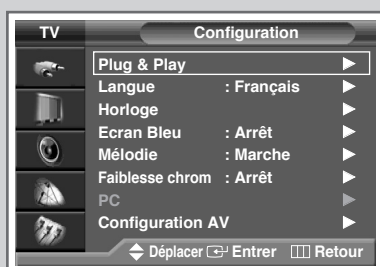 TV Configuration
Plug & Play
Langue : Français
Horloge
Ecran Bleu : Arrêt
Mélodie : Marche
Faiblesse chrom : Arrêt
PC
Configuration AV
Déplacer Entrer Retour